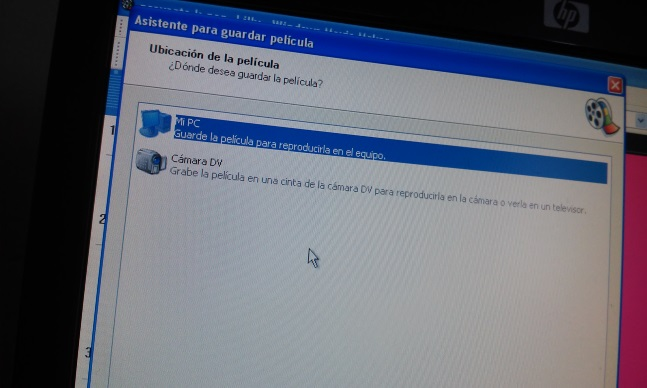 hp
Asistente para guardar película
Ubicación de la película
¿Dónde desea guardar la película?
Mi PC
Guarde la película para reproducirla en el equipo.
Cámara DV
Grabe la película en una cinta de la cámara DV para reproducirla en la cámara o verla en un televisor.
1
2
3